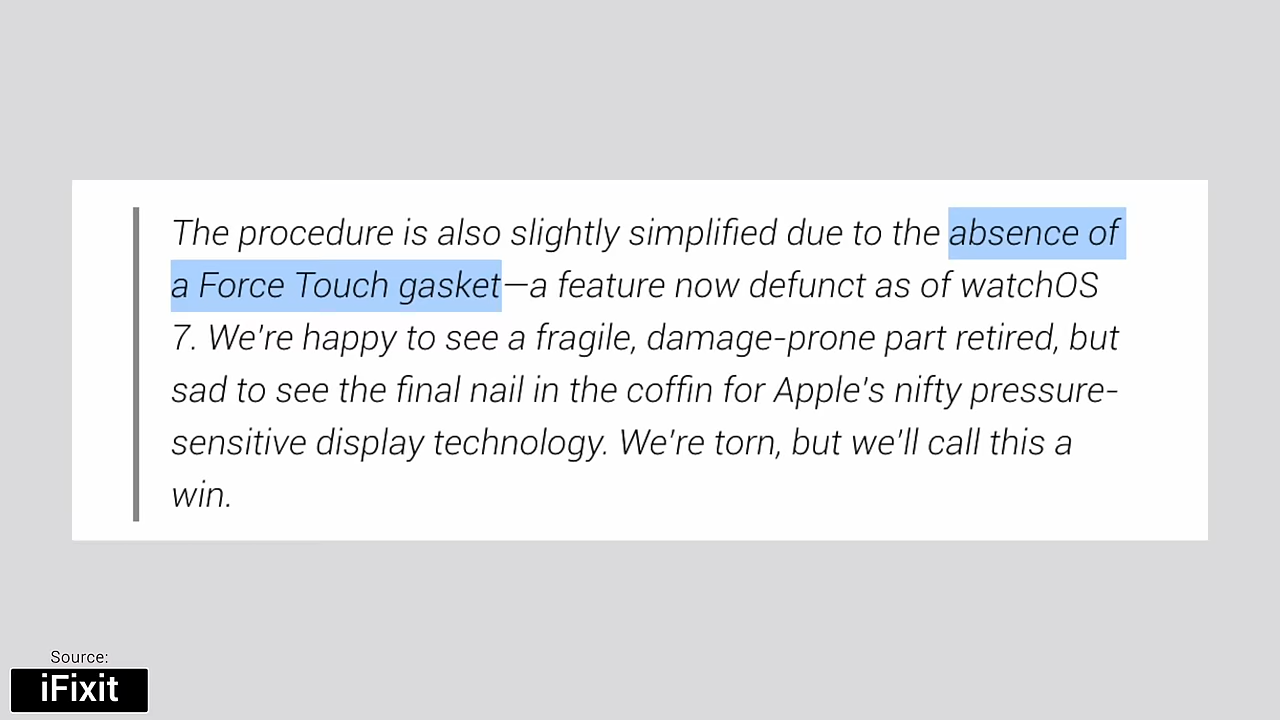 The procedure is also slightly simplified due to the absence of
a Force Touch gasket—a feature now defunct as of watchOS
7. We're happy to see a fragile, damage-prone part retired, but
sad to see the final nail in the coffin for Apple's nifty pressure-
sensitive display technology. We're torn, but we'll call this a
win.
Source:
iFixit